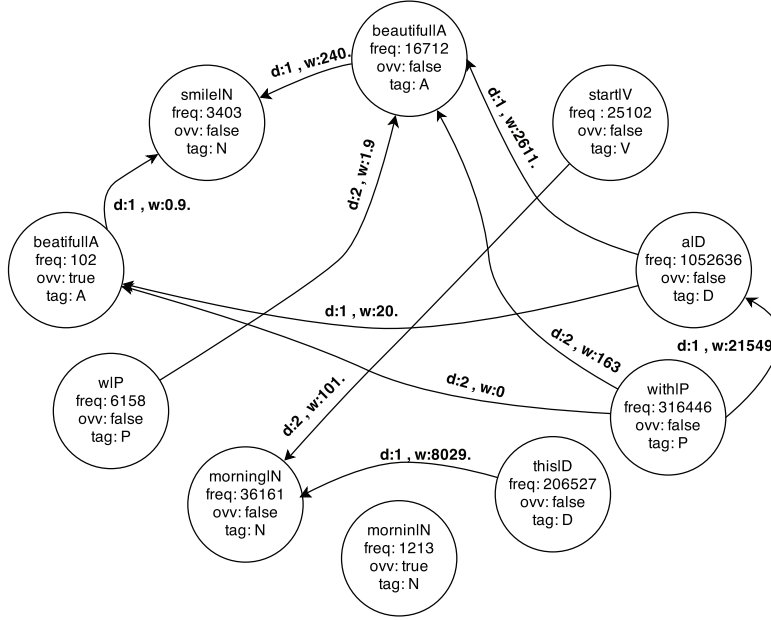 beautifulIA
freq: 16712
ovv: false
tag: A
d:1 , w:240.
smileIN
freq: 3403
ovv: false
tag: N
startIV
freq : 25102
ovv: false
tag: V
d:1 , w:2611.
d:2 , w:1.9
d:1 , w:0.9.
beatifulIA
freq: 102
ovv: true
tag: A
aID
freq: 1052636
ovv: false
tag: D
d:1 , w:20.
d:1 , w:21549
d:2 , w:163
d:2 , w:0
wIP
freq: 6158
ovv: false
tag: P
withIP
freq: 316446
ovv: false
tag: P
d:2 , w:101.
d:1 , w:8029.
morningIN
freq: 36161
ovv: false
tag: N
thisID
freq: 206527
ovv: false
tag: D
morninIN
freq: 1213
ovv: true
tag: N